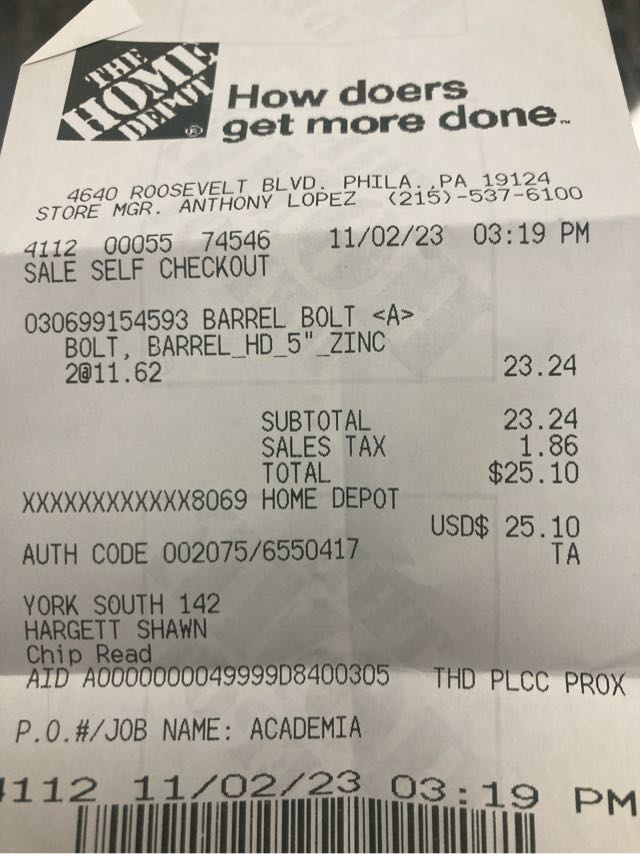 THE
HOME
DEPOT
®
How doers
get more done.™
4640 ROOSEVELT BLVD. PHILA.,PA 19124
STORE MGR. ANTHONY LOPEZ (215)-537-6100
4112 00055 74546 11/02/23 03:19 PM
SALE SELF CHECKOUT
030699154593 BARREL BOLT <A>
BOLT, BARREL_HD_5"_ZINC
2@11.62 23.24
SUBTOTAL 23.24
SALES TAX 1.86
TOTAL $25.10
XXXXXXXXXXXX8069 HOME DEPOT
USD$ 25.10
AUTH CODE 002075/6550417 TA
YORK SOUTH 142
HARGETT SHAWN
Chip Read
AID A0000000049999D8400305 THD PLCC PROX
P.O.#/JOB NAME: ACADEMIA
4112 11/02/23 03:19 PM